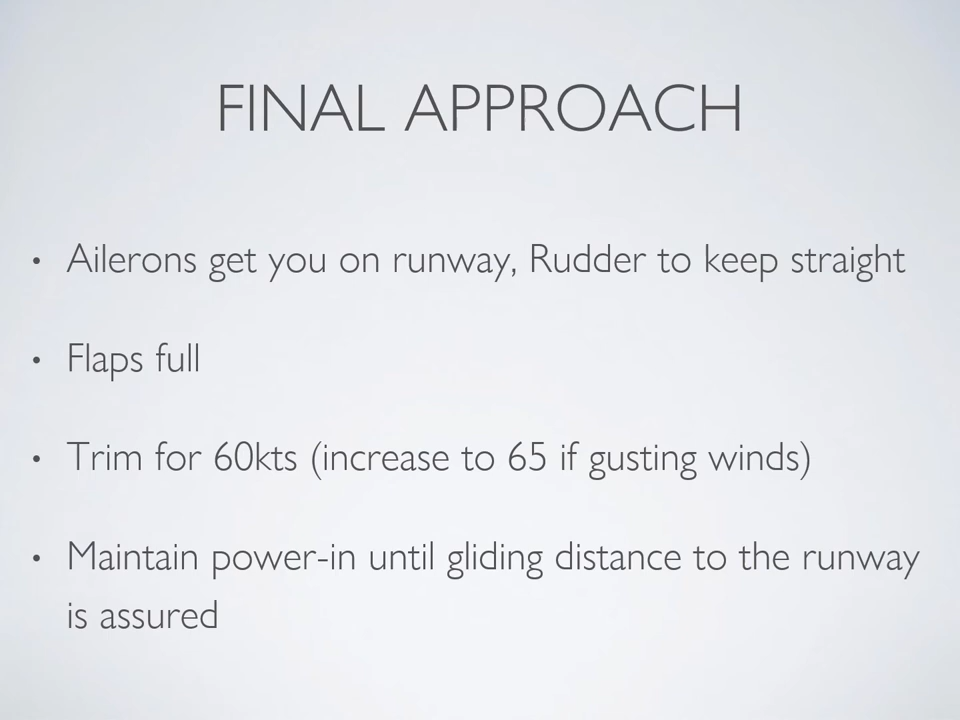 FINAL APPROACH
• Ailerons get you on runway, Rudder to keep straight
• Flaps full
• Trim for 60kts (increase to 65 if gusting winds)
• Maintain power-in until gliding distance to the runway
is assured